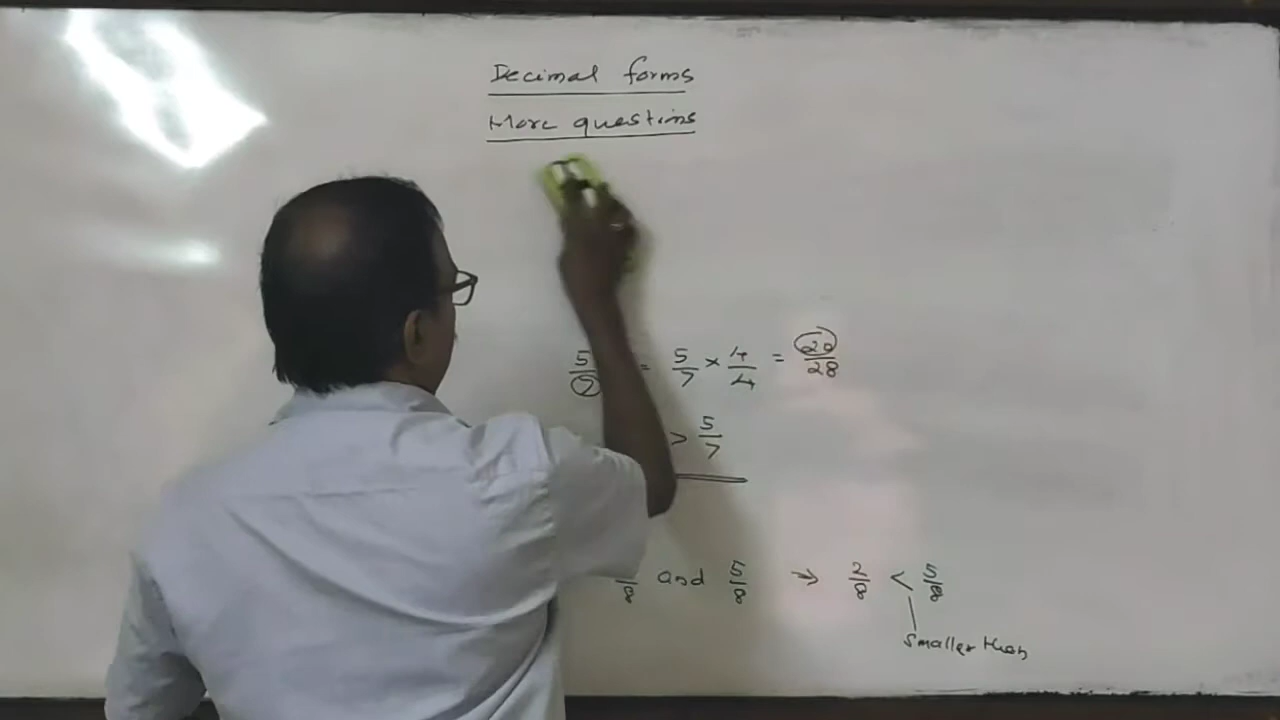 Decimal forms
More questions
5/7 = 5/7 × 4/4 = 20/28
> 5/7
/8 and 5/8 → 2/8 < 5/8
smaller than